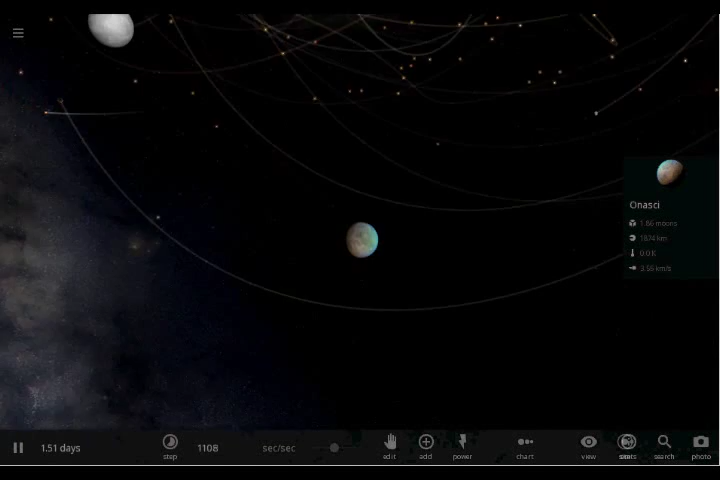 Onasci
1.86 moons
1674 km
0.0 K
3.56 km/s
1.51 days
step
1108
sec/sec
edit
add
power
chart
view
search
photo